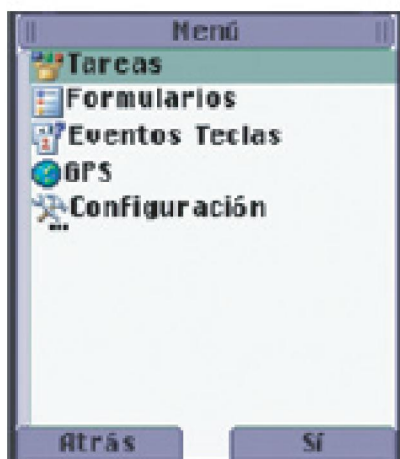 Menú
Tareas
Formularios
Eventos Teclas
GPS
Configuración
...
Atrás Sí